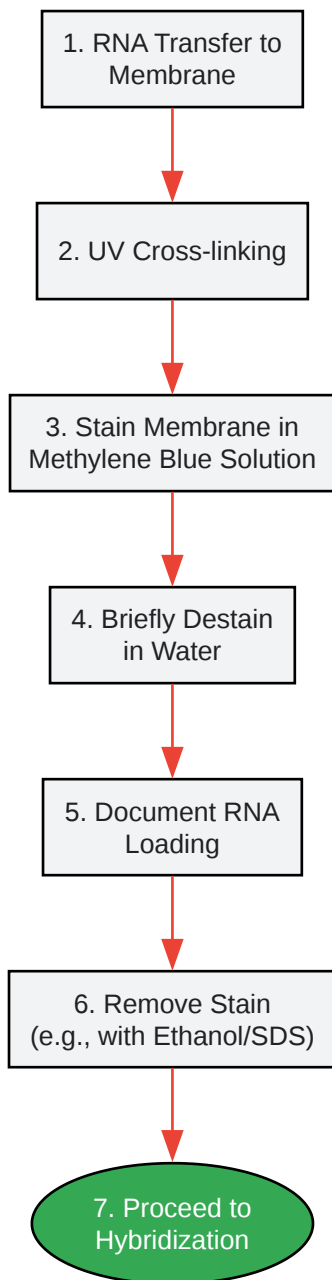 1. RNA Transfer to
Membrane
2. UV Cross-linking
3. Stain Membrane in
Methylene Blue Solution
4. Briefly Destain
in Water
5. Document RNA
Loading
6. Remove Stain
(e.g., with Ethanol/SDS)
7. Proceed to
Hybridization